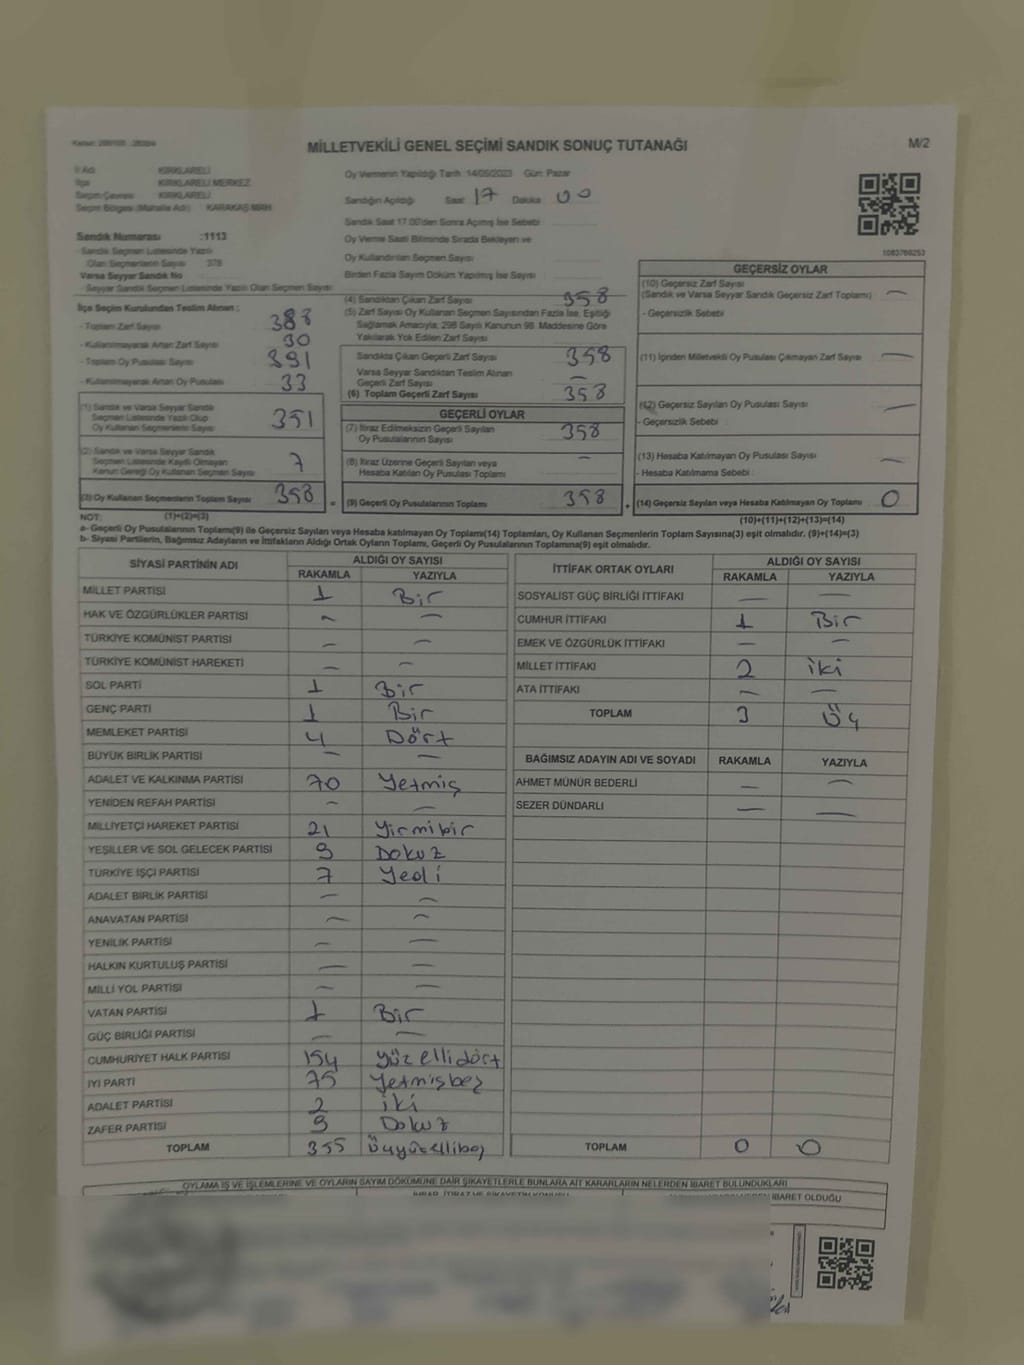 MİLLETVEKİLİ GENEL SEÇİMİ SANDIK SONUÇ TUTANAĞI
M/2
İl Adı KIRKLARELİ
İlçe KIRKLARELİ MERKEZ
Seçim Çevresi KIRKLARELİ
Seçim Bölgesi (Mahalle Adı) KARAKAŞ MAH.
Sandık Numarası :1113
- Sandık Seçmen Listesinde Yazılı
Olan Seçmenlerin Sayısı : 378
Varsa Seyyar Sandık No
- Seyyar Sandık Seçmen Listesinde Yazılı Olan Seçmen Sayısı
Oy Vermenin Yapıldığı Tarih 14/05/2023 Gün: Pazar
Sandığın Açıldığı Saat 17 Dakika 00
Sandık Saat 17:00'den Sonra Açılmış İse Sebebi
Oy Verme Saati Bitiminde Sırada Bekleyen ve
Oy Kullandırılan Seçmen Sayısı
Birden Fazla Sayım Döküm Yapılmış İse Sayısı
1083769253
İlçe Seçim Kurulundan Teslim Alınan ;
- Toplam Zarf Sayısı 388
- Kullanılmayarak Artan Zarf Sayısı 30
- Toplam Oy Pusulası Sayısı 391
- Kullanılmayarak Artan Oy Pusulası 33
(1) Sandık ve Varsa Seyyar Sandık
Seçmen Listesinde Yazılı Olup
Oy Kullanan Seçmenlerin Sayısı 351
(2) Sandık ve Varsa Seyyar Sandık
Seçmen Listesinde Kayıtlı Olmayan
Kanun Gereği Oy Kullanan Seçmen Sayısı 7
(3) Oy Kullanan Seçmenlerin Toplam Sayısı 358
(1)+(2)=(3)
(4) Sandıktan Çıkan Zarf Sayısı 358
(5) Zarf Sayısı Oy Kullanan Seçmen Sayısından Fazla İse, Eşitliği
Sağlamak Amacıyla, 298 Sayılı Kanunun 98. Maddesine Göre
Yakılarak Yok Edilen Zarf Sayısı
Sandıkta Çıkan Geçerli Zarf Sayısı 358
Varsa Seyyar Sandıktan Teslim Alınan
Geçerli Zarf Sayısı —
(6) Toplam Geçerli Zarf Sayısı 358
GEÇERLİ OYLAR
(7) İtiraz Edilmeksizin Geçerli Sayılan
Oy Pusulalarının Sayısı 358
(8) İtiraz Üzerine Geçerli Sayılan veya
Hesaba Katılan Oy Pusulası Toplamı —
(9) Geçerli Oy Pusulalarının Toplamı 358
GEÇERSİZ OYLAR
(10) Geçersiz Zarf Sayısı
(Sandık ve Varsa Seyyar Sandık Geçersiz Zarf Toplamı) —
- Geçersizlik Sebebi :
(11) İçinden Milletvekili Oy Pusulası Çıkmayan Zarf Sayısı —
(12) Geçersiz Sayılan Oy Pusulası Sayısı —
- Geçersizlik Sebebi :
(13) Hesaba Katılmayan Oy Pusulası Sayısı —
- Hesaba Katılmama Sebebi :
(14) Geçersiz Sayılan veya Hesaba Katılmayan Oy Toplamı 0
(10)+(11)+(12)+(13)=(14)
NOT:
a- Geçerli Oy Pusulalarının Toplamı(9) ile Geçersiz Sayılan veya Hesaba katılmayan Oy Toplamı(14) Toplamları, Oy Kullanan Seçmenlerin Toplam Sayısına(3) eşit olmalıdır. (9)+(14)=(3)
b- Siyasi Partilerin, Bağımsız Adayların ve İttifakların Aldığı Ortak Oyların Toplamı, Geçerli Oy Pusulalarının Toplamına(9) eşit olmalıdır.
SİYASİ PARTİNİN ADI ALDIĞI OY SAYISI
RAKAMLA YAZIYLA
MİLLET PARTİSİ 1 Bir
HAK VE ÖZGÜRLÜKLER PARTİSİ — —
TÜRKİYE KOMÜNİST PARTİSİ — —
TÜRKİYE KOMÜNİST HAREKETİ — —
SOL PARTİ 1 Bir
GENÇ PARTİ 1 Bir
MEMLEKET PARTİSİ 4 Dört
BÜYÜK BİRLİK PARTİSİ — —
ADALET VE KALKINMA PARTİSİ 70 Yetmiş
YENİDEN REFAH PARTİSİ — —
MİLLİYETÇİ HAREKET PARTİSİ 21 Yirmibir
YEŞİLLER VE SOL GELECEK PARTİSİ 9 Dokuz
TÜRKİYE İŞÇİ PARTİSİ 7 Yedi
ADALET BİRLİK PARTİSİ — —
ANAVATAN PARTİSİ — —
YENİLİK PARTİSİ — —
HALKIN KURTULUŞ PARTİSİ — —
MİLLİ YOL PARTİSİ — —
VATAN PARTİSİ 1 Bir
GÜÇ BİRLİĞİ PARTİSİ — —
CUMHURİYET HALK PARTİSİ 154 Yüzellidört
İYİ PARTİ 75 Yetmişbeş
ADALET PARTİSİ 2 iki
ZAFER PARTİSİ 9 Dokuz
TOPLAM 355 Üçyüzellibeş
İTTİFAK ORTAK OYLARI ALDIĞI OY SAYISI
RAKAMLA YAZIYLA
SOSYALİST GÜÇ BİRLİĞİ İTTİFAKI — —
CUMHUR İTTİFAKI 1 Bir
EMEK VE ÖZGÜRLÜK İTTİFAKI — —
MİLLET İTTİFAKI 2 iki
ATA İTTİFAKI — —
TOPLAM 3 Üç
BAĞIMSIZ ADAYIN ADI VE SOYADI RAKAMLA YAZIYLA
AHMET MÜNÜR BEDERLİ — —
SEZER DÜNDARLI — —
TOPLAM 0 0
OYLAMA İŞ VE İŞLEMLERİNE VE OYLARIN SAYIM DÖKÜMÜNE DAİR ŞİKAYETLERLE BUNLARA AİT KARARLARIN NELERDEN İBARET BULUNDUKLARI
İBARET OLDUĞU